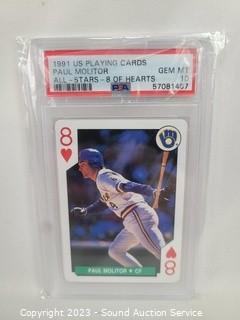 1991 US PLAYING CARDS
PAUL MOLITOR GEM MT
ALL-STARS-8 OF HEARTS 10
PSA 57081407
8
PAUL MOLITOR ★ CF
8
Copyright 2023 - Sound Auction Service